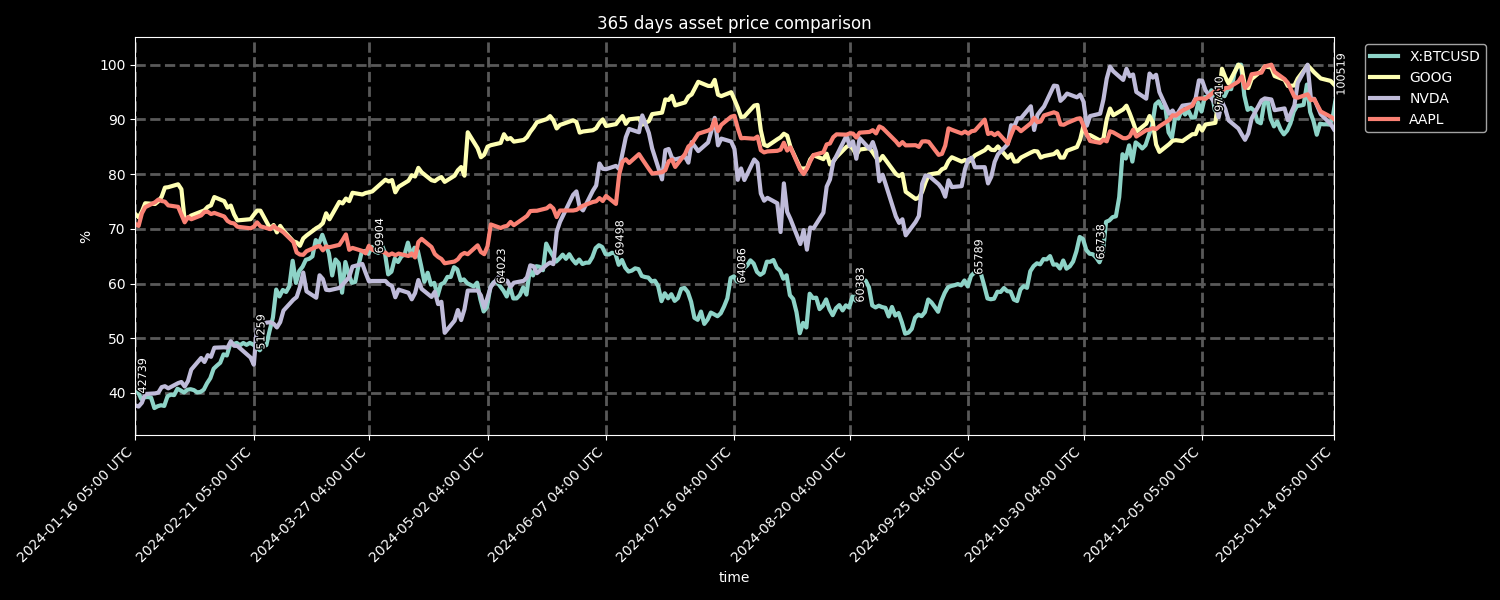 365 days asset price comparison
X:BTCUSD
GOOG
NVDA
AAPL
%
100
90
80
70
60
50
40
42739
51259
69904
64023
69498
64086
60383
65789
68738
97410
100519
2024-01-16 05:00 UTC
2024-02-21 05:00 UTC
2024-03-27 04:00 UTC
2024-05-02 04:00 UTC
2024-06-07 04:00 UTC
2024-07-16 04:00 UTC
2024-08-20 04:00 UTC
2024-09-25 04:00 UTC
2024-10-30 04:00 UTC
2024-12-05 05:00 UTC
2025-01-14 05:00 UTC
time